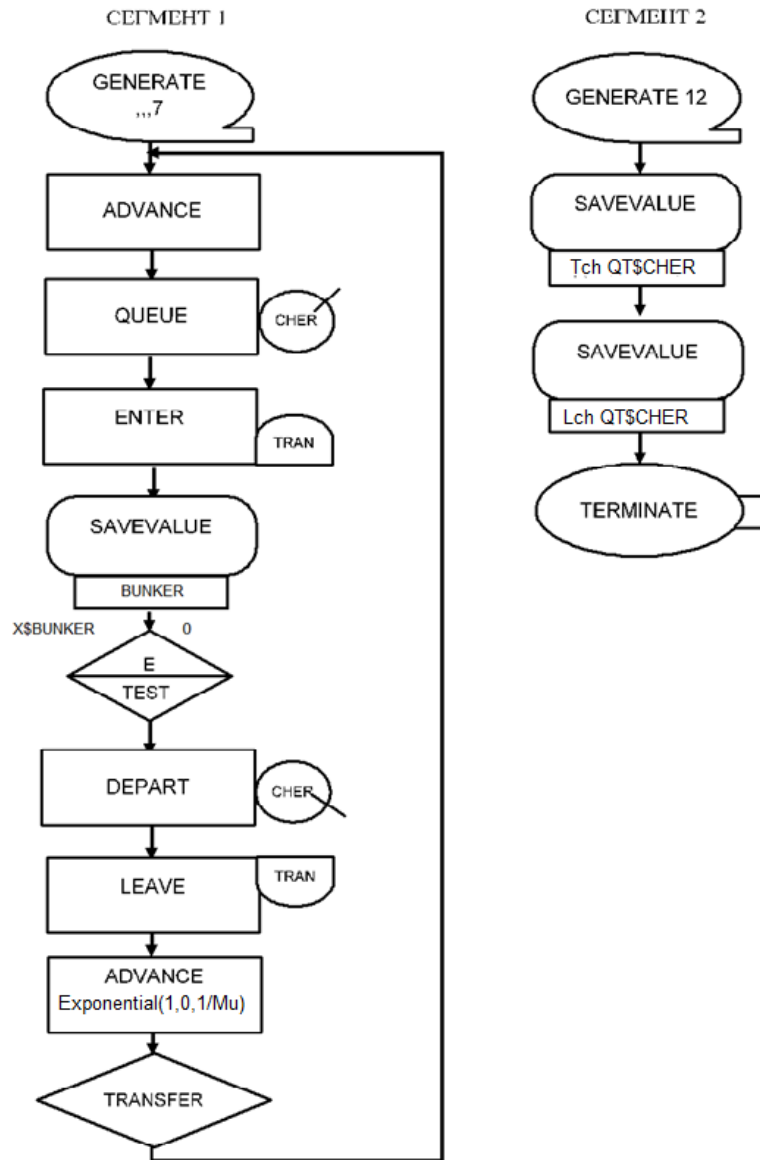 СЕГМЕНТ 1
GENERATE
,,,7
ADVANCE
QUEUE
CHER
ENTER
TRAN
SAVEVALUE
BUNKER
X$BUNKER 0
E
TEST
DEPART
CHER
LEAVE
TRAN
ADVANCE
Exponential(1,0,1/Mu)
TRANSFER
СЕГМЕНТ 2
GENERATE 12
SAVEVALUE
Tch QT$CHER
SAVEVALUE
Lch QT$CHER
TERMINATE